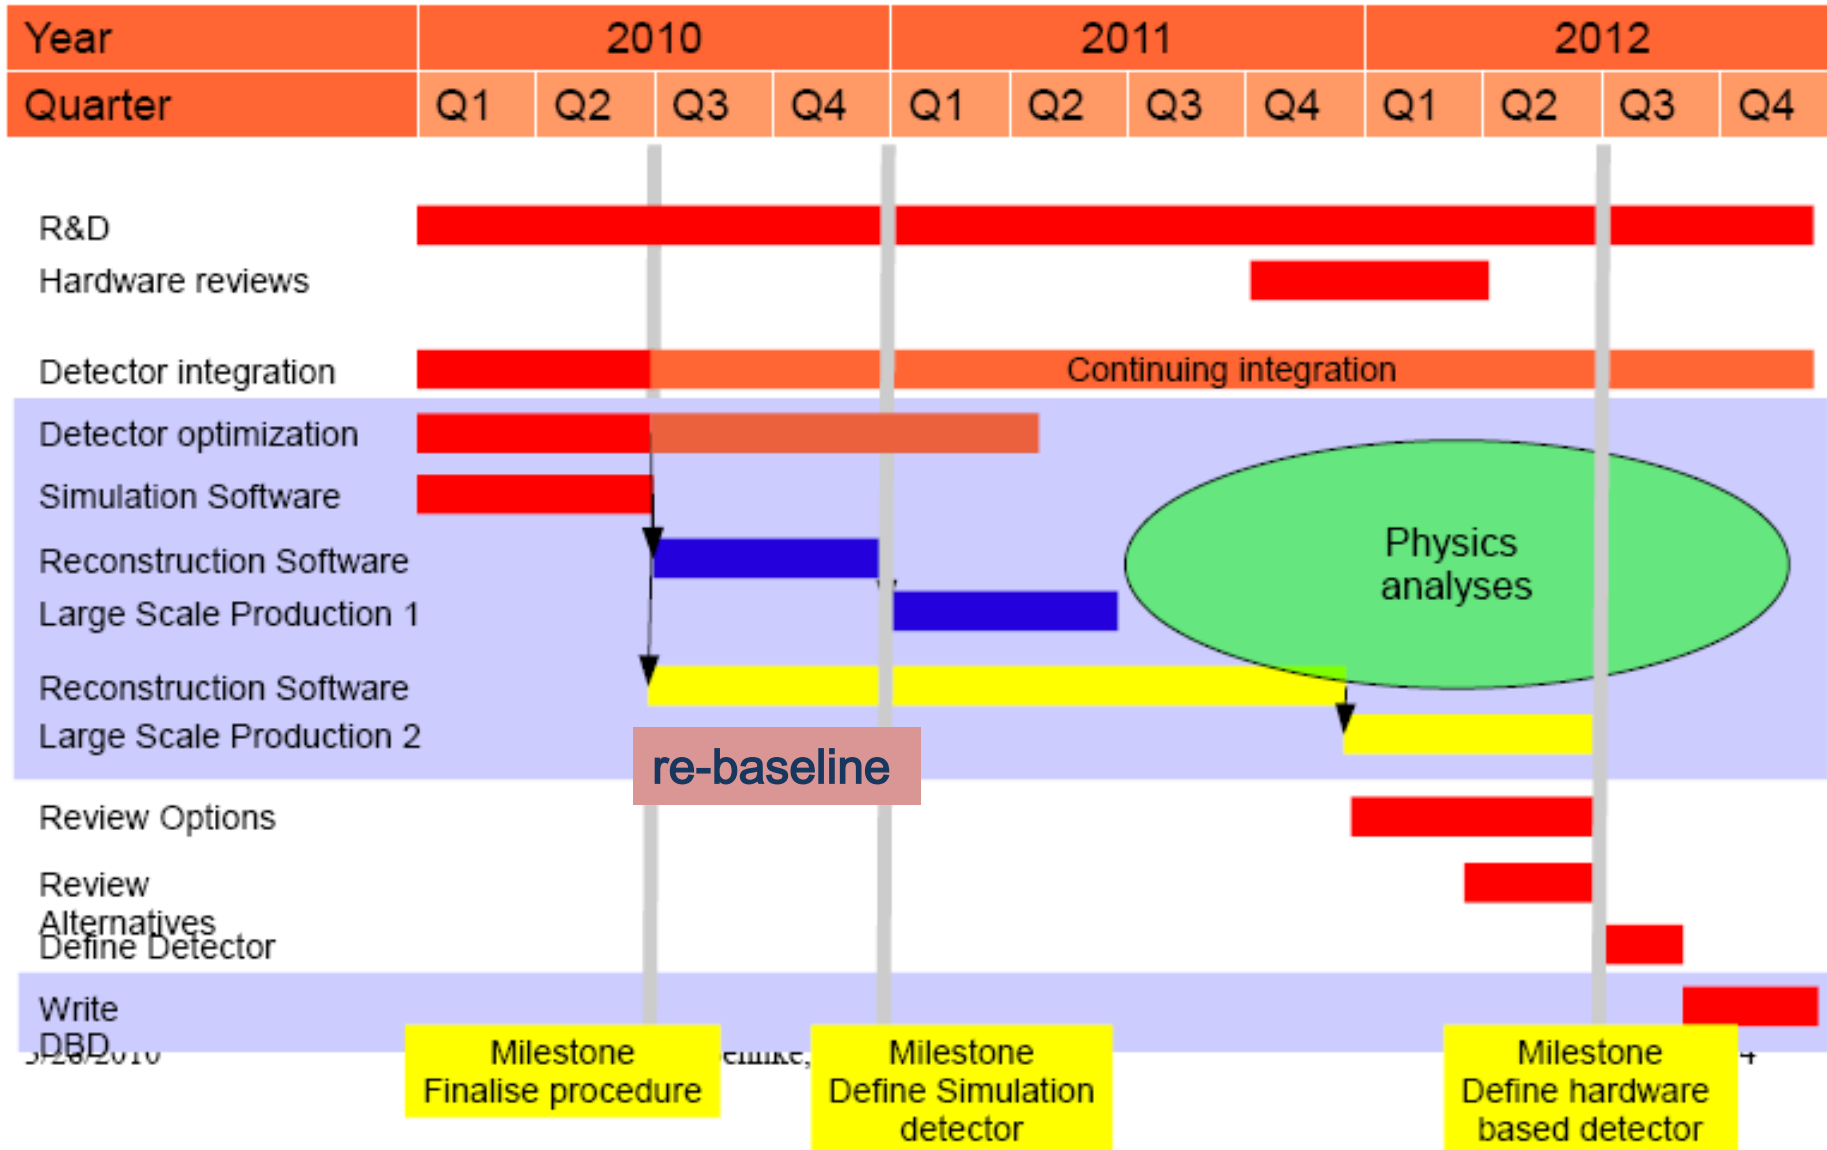 Year 2010 2011 2012
Quarter Q1 Q2 Q3 Q4 Q1 Q2 Q3 Q4 Q1 Q2 Q3 Q4
R&D
Hardware reviews
Detector integration
Continuing integration
Detector optimization
Simulation Software
Reconstruction Software
Large Scale Production 1
Physics
analyses
Reconstruction Software
Large Scale Production 2
re-baseline
Review Options
Review
Alternatives
Define Detector
Write
DBD
Milestone
Finalise procedure
Milestone
Define Simulation
detector
Milestone
Define hardware
based detector